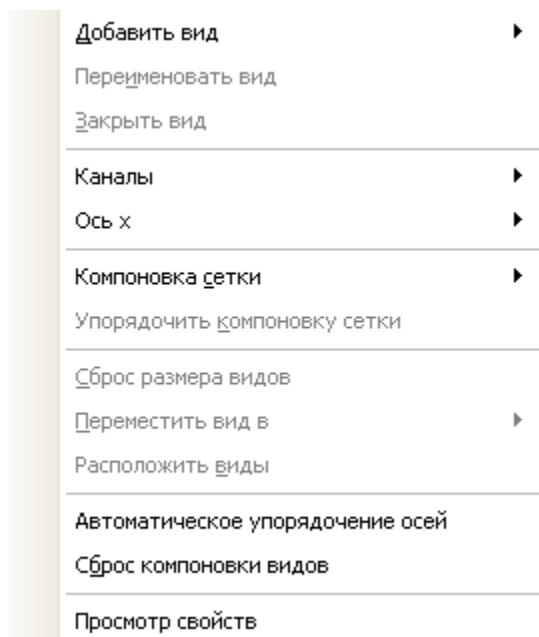 Добавить вид
Переименовать вид
Закрыть вид
Каналы
Ось x
Компоновка сетки
Упорядочить компоновку сетки
Сброс размера видов
Переместить вид в
Расположить виды
Автоматическое упорядочение осей
Сброс компоновки видов
Просмотр свойств